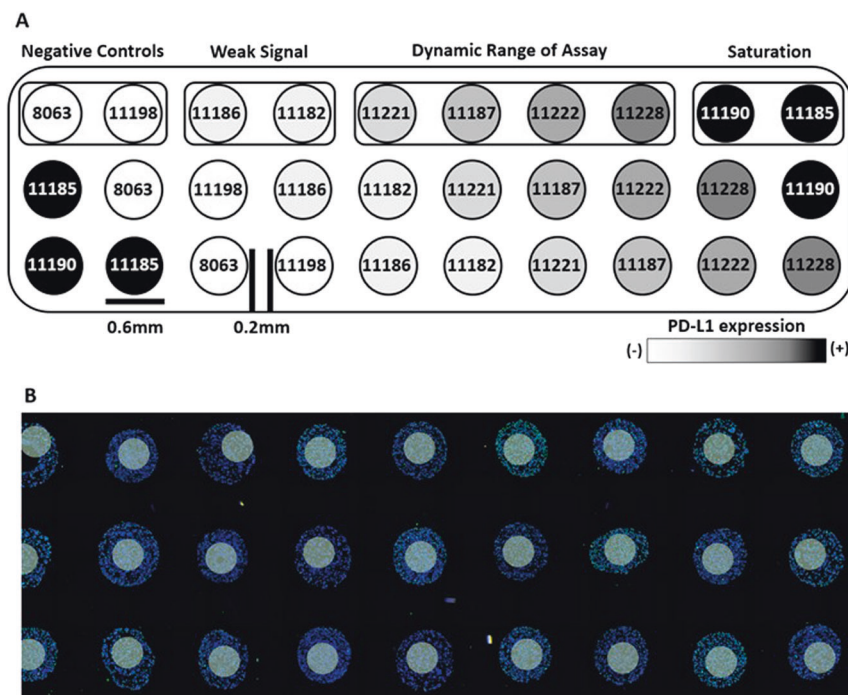 A
Negative Controls Weak Signal Dynamic Range of Assay Saturation
8063 11198 11186 11182 11221 11187 11222 11228 11190 11185
11185 8063 11198 11186 11182 11221 11187 11222 11228 11190
11190 11185 8063 11198 11186 11182 11221 11187 11222 11228
0.6mm 0.2mm PD-L1 expression
(-) (+)
B